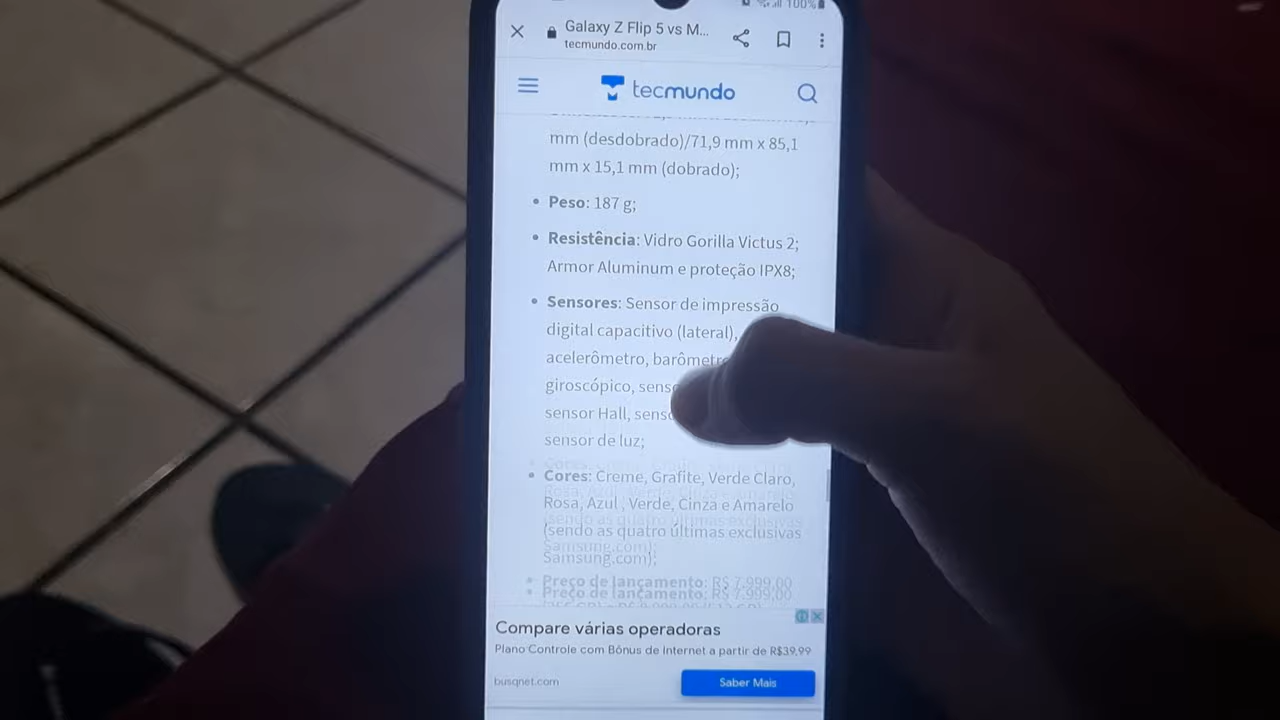 100%
Galaxy Z Flip 5 vs M...
tecmundo.com.br
tecmundo
mm (desdobrado)/71,9 mm x 85,1
mm x 15,1 mm (dobrado);
Peso: 187 g;
Resistência: Vidro Gorilla Victus 2;
Armor Aluminum e proteção IPX8;
Sensores: Sensor de impressão
digital capacitivo (lateral),
acelerômetro,
giroscópico,
sensor Hall,
sensor de luz;
Cores: Creme, Grafite, Verde Claro,
Rosa, Azul , Verde, Cinza e Amarelo
(sendo as quatro últimas exclusivas
Samsung.com);
Preço de lançamento: R$ 7.999,00
Compare várias operadoras
Plano Controle com Bônus de Internet a partir de R$39,99
busqnet.com
Saber Mais